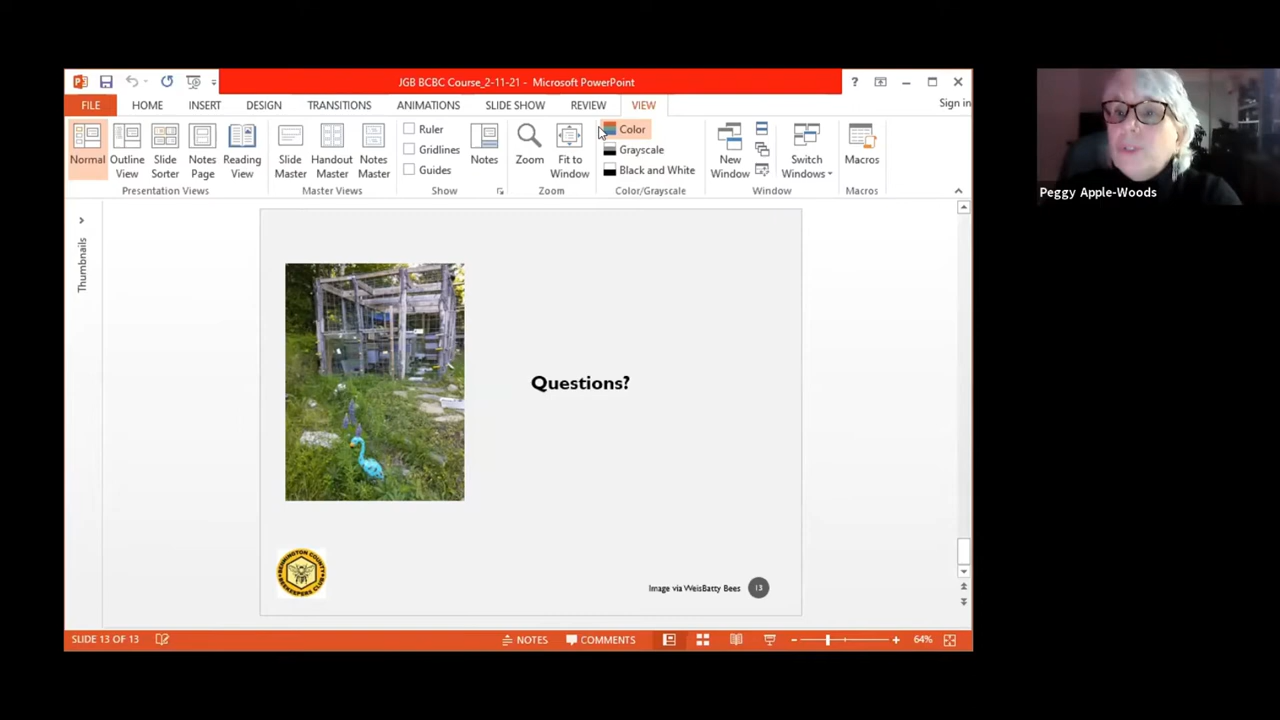 JGB BCBC Course_2-11-21 - Microsoft PowerPoint
?
FILE HOME INSERT DESIGN TRANSITIONS ANIMATIONS SLIDE SHOW REVIEW VIEW Sign in
Normal
Outline View
Slide Sorter
Notes Page
Reading View
Presentation Views
Slide Master
Handout Master
Notes Master
Master Views
Ruler
Gridlines
Guides
Show
Notes
Zoom
Fit to Window
Zoom
Color
Grayscale
Black and White
Color/Grayscale
New Window
Switch Windows
Window
Macros
Macros
Peggy Apple-Woods
Thumbnails
Questions?
BENNINGTON COUNTY
BEEKEEPERS CLUB
Image via WeisBatty Bees 13
SLIDE 13 OF 13 NOTES COMMENTS 64%